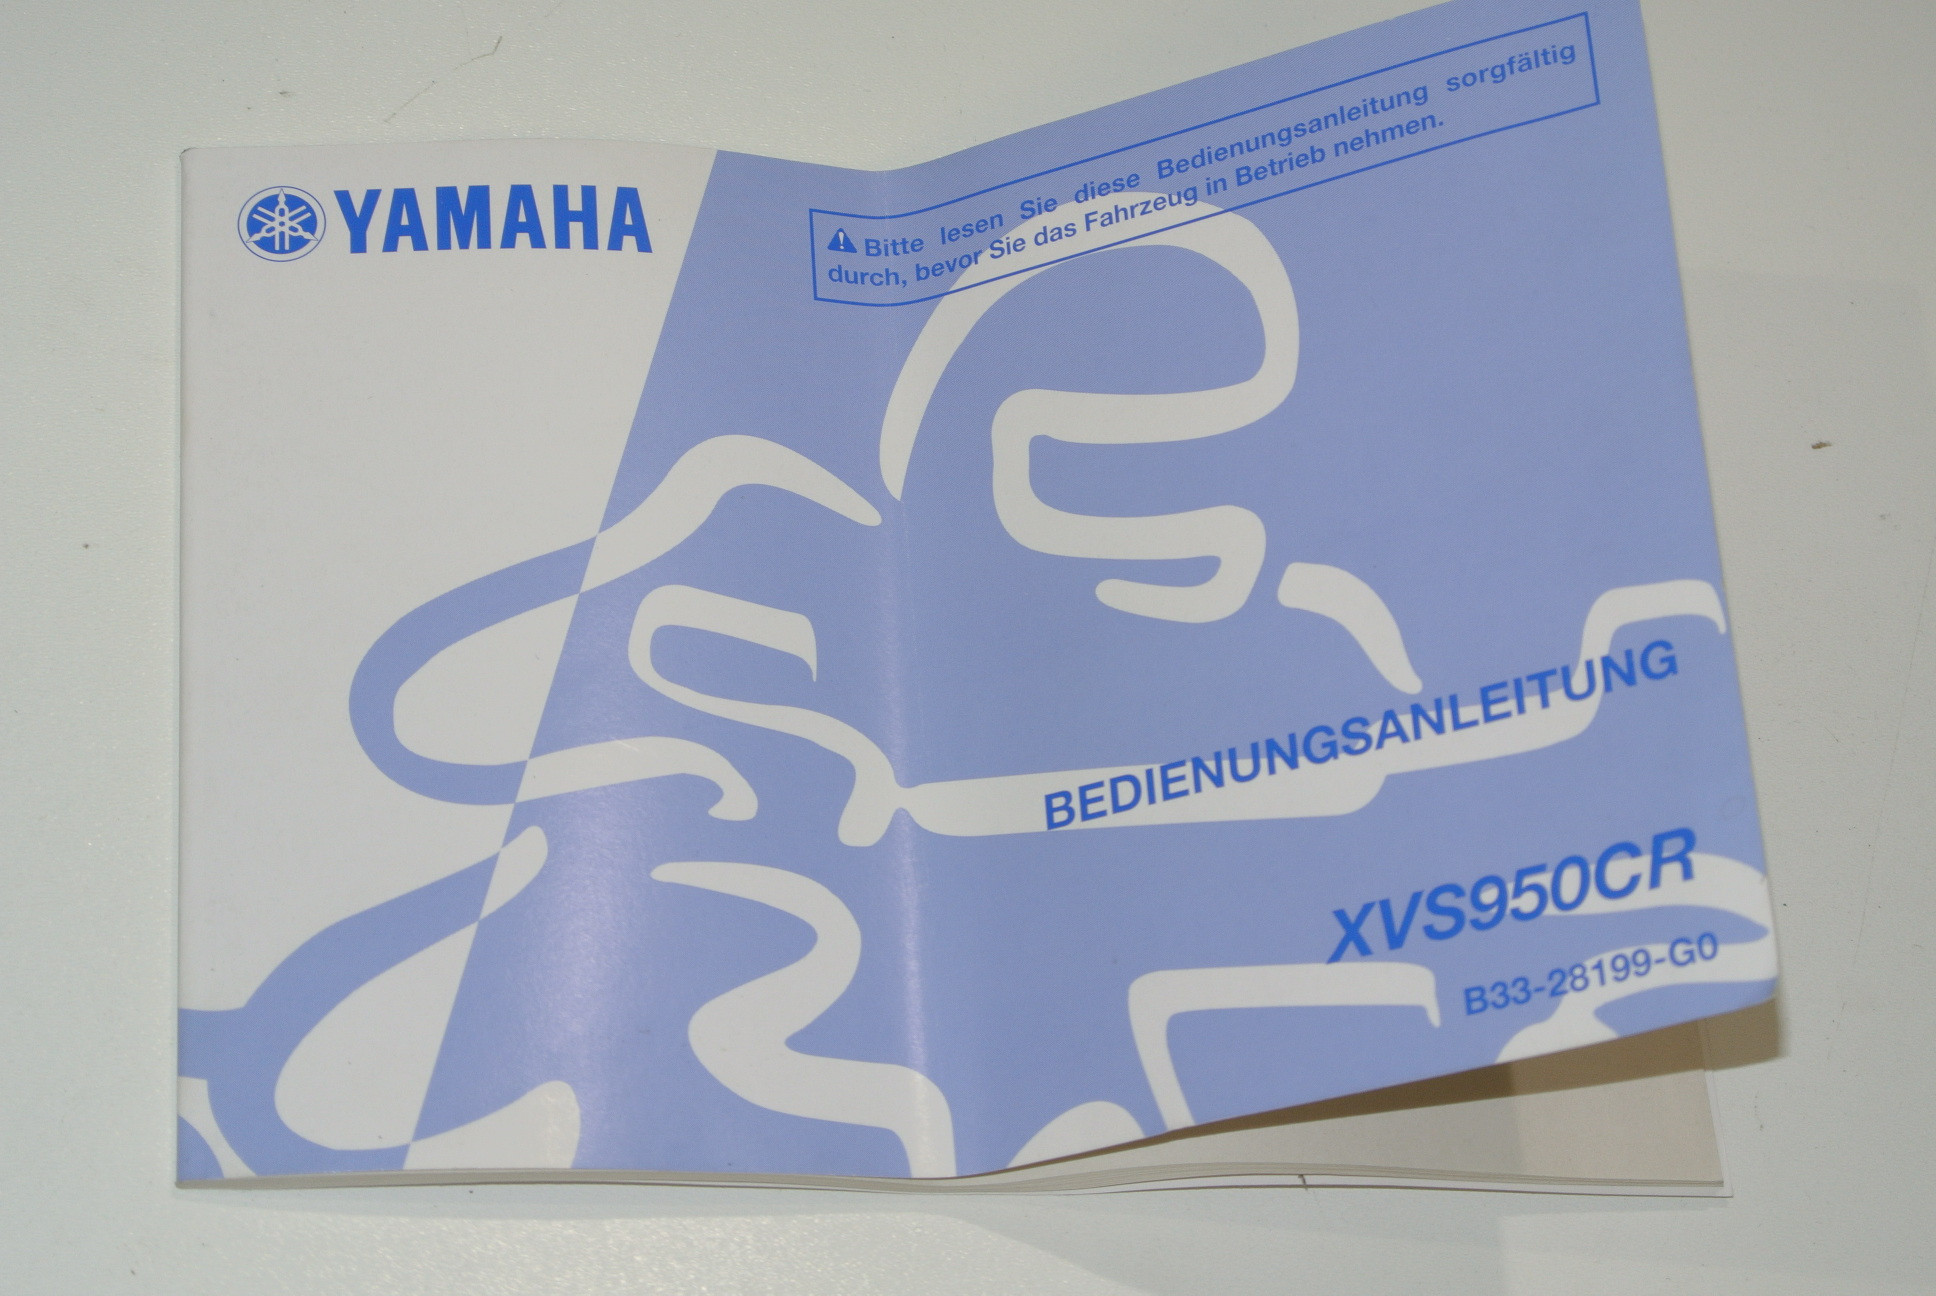 YAMAHA
⚠ Bitte lesen Sie diese Bedienungsanleitung sorgfältig
durch, bevor Sie das Fahrzeug in Betrieb nehmen.
BEDIENUNGSANLEITUNG
XVS950CR
B33-28199-G0